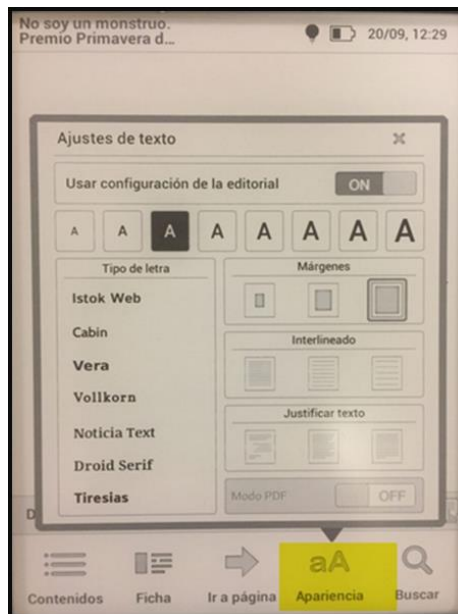 No soy un monstruo.
Premio Primavera d...
20/09, 12:29
Ajustes de texto
Usar configuración de la editorial ON
A A A A A A A A
Tipo de letra
Istok Web
Cabin
Vera
Vollkorn
Noticia Text
Droid Serif
Tiresias
Márgenes
Interlineado
Justificar texto
Modo PDF OFF
D
Contenidos
Ficha
Ir a página
aA
Apariencia
Buscar